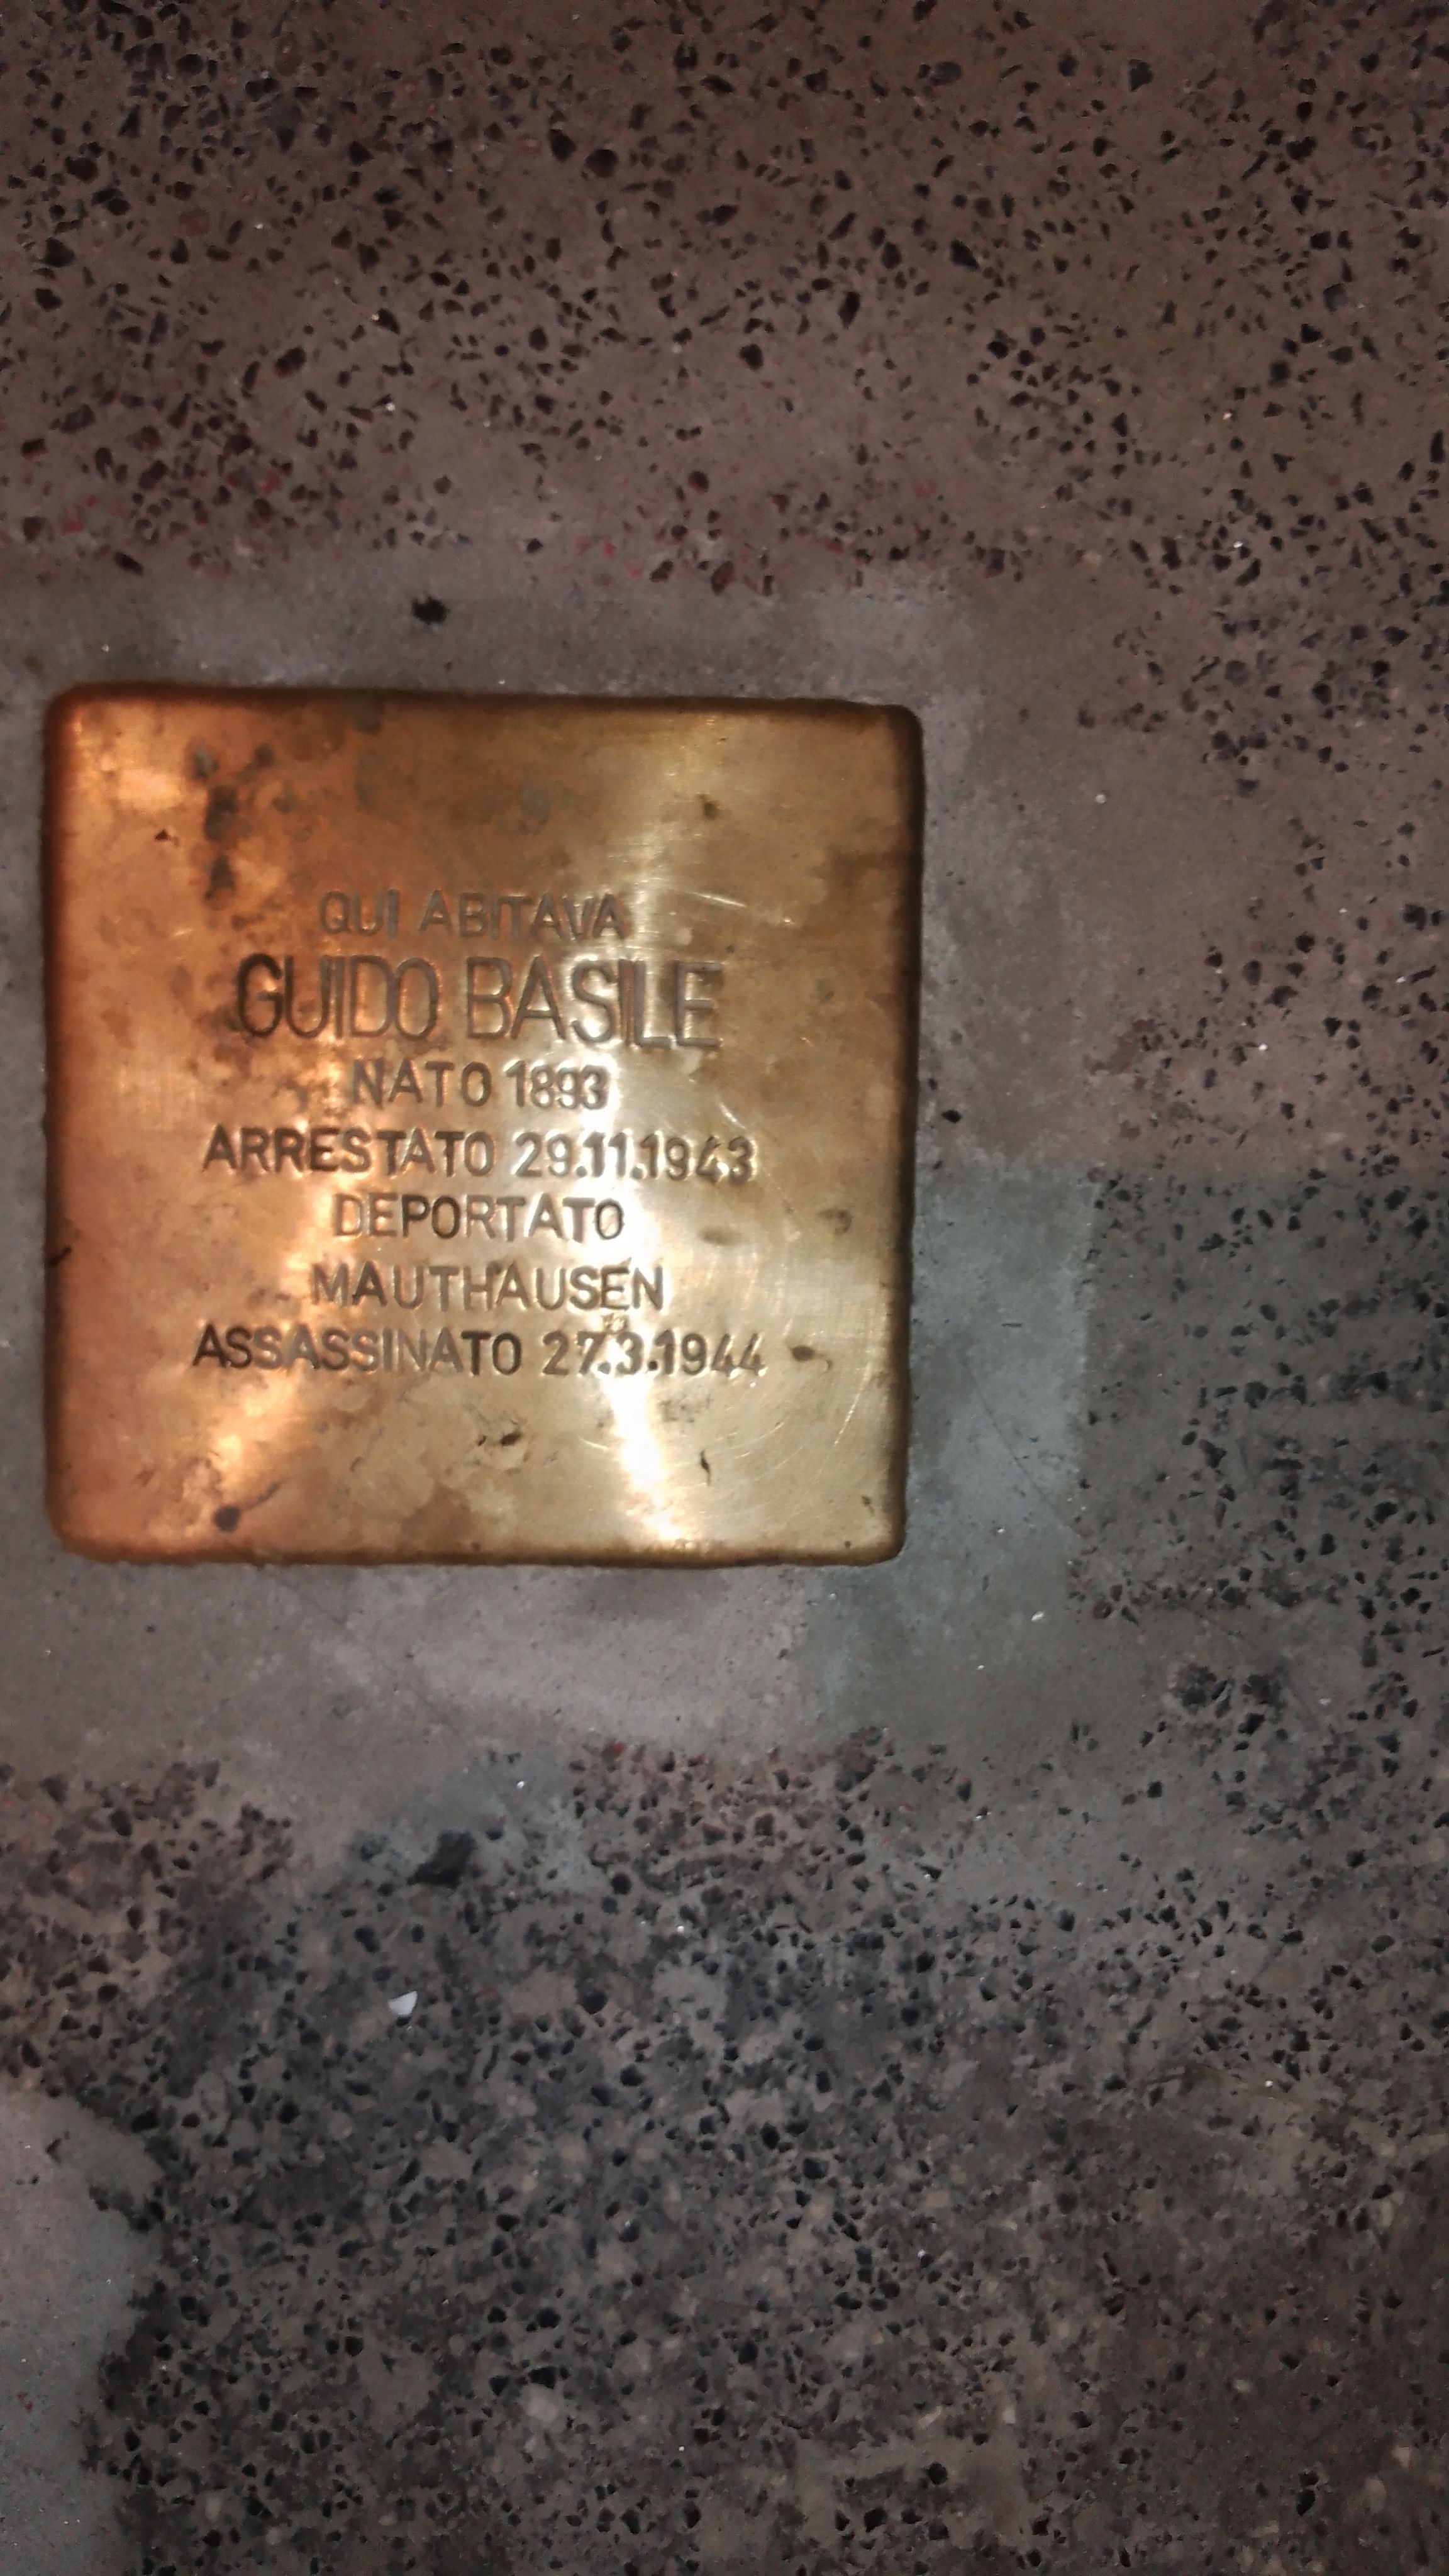 QUI ABITAVA
GUIDO BASILE
NATO 1893
ARRESTATO 29.11.1943
DEPORTATO
MAUTHAUSEN
ASSASSINATO 27.3.1944